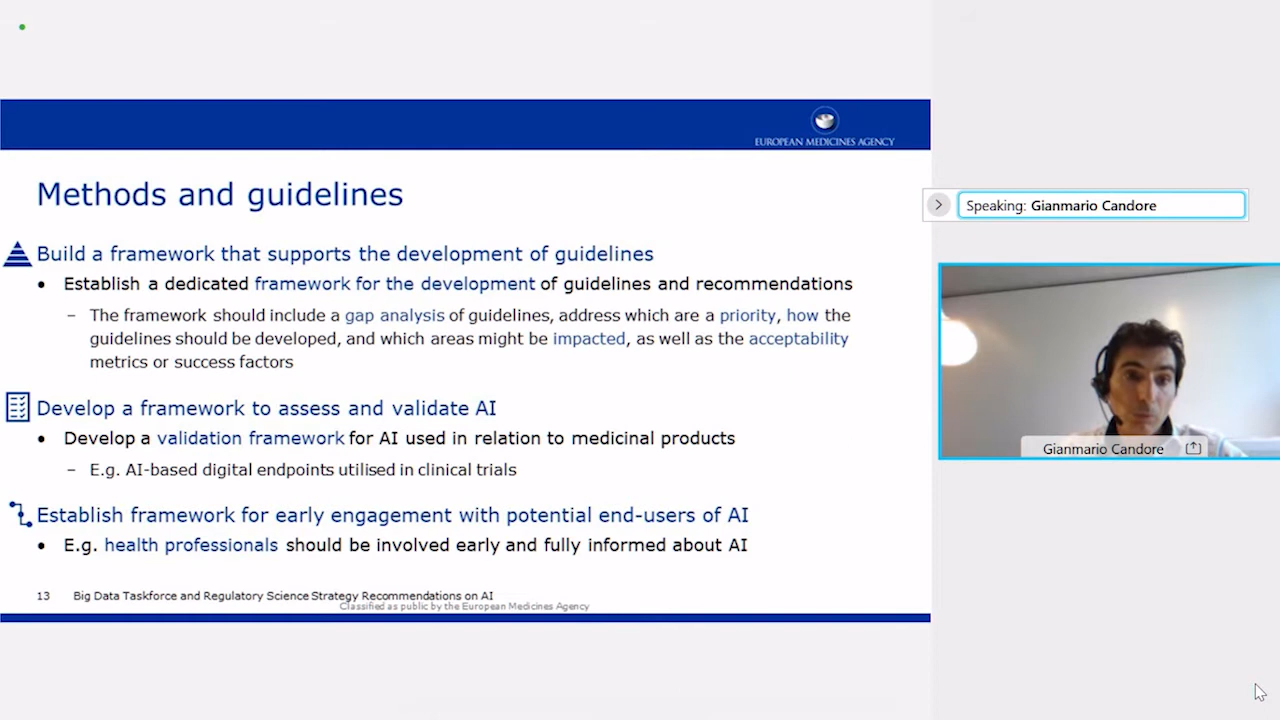 EUROPEAN MEDICINES AGENCY
Methods and guidelines
Build a framework that supports the development of guidelines
• Establish a dedicated framework for the development of guidelines and recommendations
– The framework should include a gap analysis of guidelines, address which are a priority, how the
guidelines should be developed, and which areas might be impacted, as well as the acceptability
metrics or success factors
Develop a framework to assess and validate AI
• Develop a validation framework for AI used in relation to medicinal products
– E.g. AI-based digital endpoints utilised in clinical trials
Establish framework for early engagement with potential end-users of AI
• E.g. health professionals should be involved early and fully informed about AI
13 Big Data Taskforce and Regulatory Science Strategy Recommendations on AI
Classified as public by the European Medicines Agency
Speaking: Gianmario Candore
Gianmario Candore